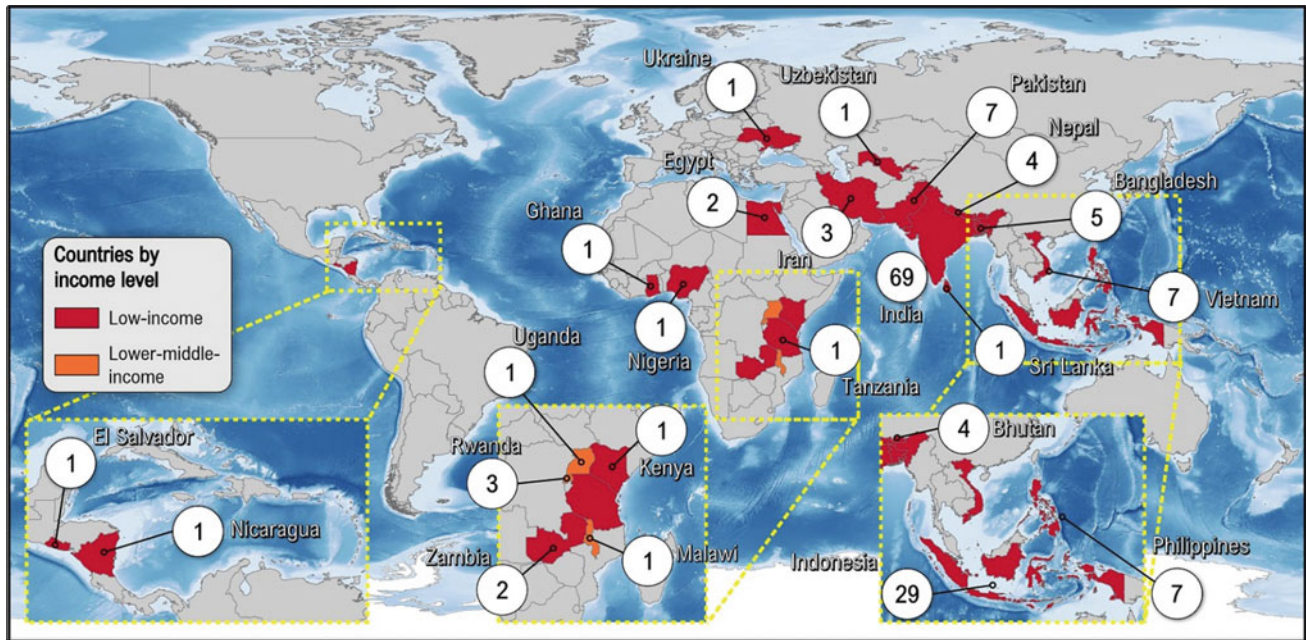 Ukraine
1
Uzbekistan
1
Pakistan
7
Nepal
4
Bangladesh
5
Egypt
2
Ghana
1
Iran
3
India
69
Vietnam
7
Sri Lanka
1
Nigeria
1
Tanzania
1
Countries by
income level
Low-income
Lower-middle-
income
Uganda
1
Rwanda
3
Kenya
1
Zambia
2
Malawi
1
El Salvador
1
Nicaragua
1
Bhutan
4
Indonesia
29
Philippines
7